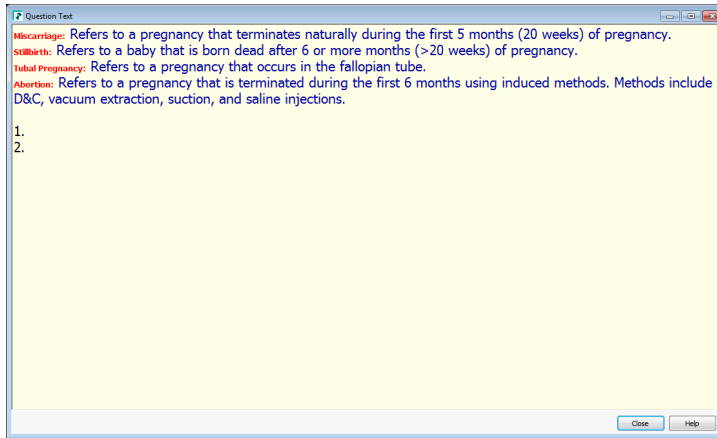 Question Text
Miscarriage: Refers to a pregnancy that terminates naturally during the first 5 months (20 weeks) of pregnancy.
Stillbirth: Refers to a baby that is born dead after 6 or more months (>20 weeks) of pregnancy.
Tubal Pregnancy: Refers to a pregnancy that occurs in the fallopian tube.
Abortion: Refers to a pregnancy that is terminated during the first 6 months using induced methods. Methods include
D&C, vacuum extraction, suction, and saline injections.
1.
2.
Close Help